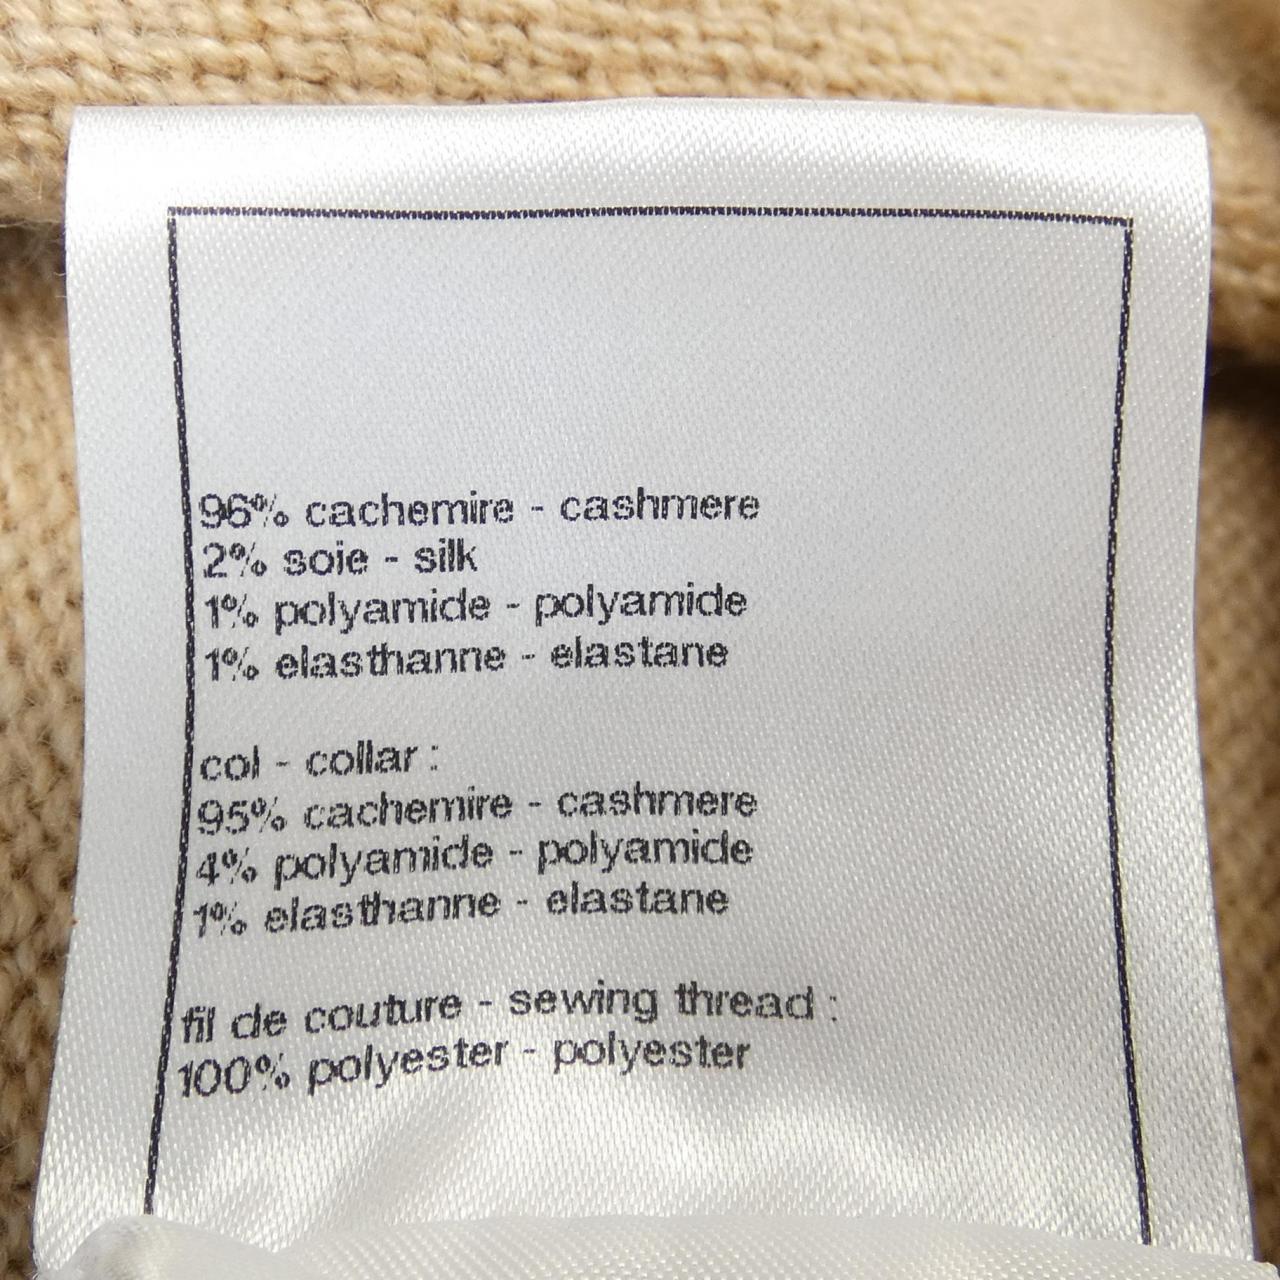 96% cachemire - cashmere
2% soie - silk
1% polyamide - polyamide
1% elasthanne - elastane
col - collar :
95% cachemire - cashmere
4% polyamide - polyamide
1% elasthanne - elastane
fil de couture - sewing thread :
100% polyester - polyester